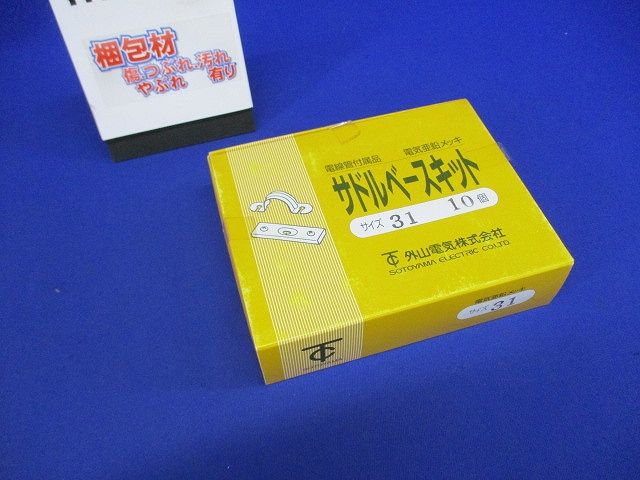 梱包材
傷.つぶれ.汚れ
やぶれ 有り
電線管付属品 電気亜鉛メッキ
サドルベースキット
サイズ 31 10個
外山電気株式会社
SOTOYAMA ELECTRIC CO.LTD.
電気亜鉛メッキ
サイズ 31
SOTOYAMA